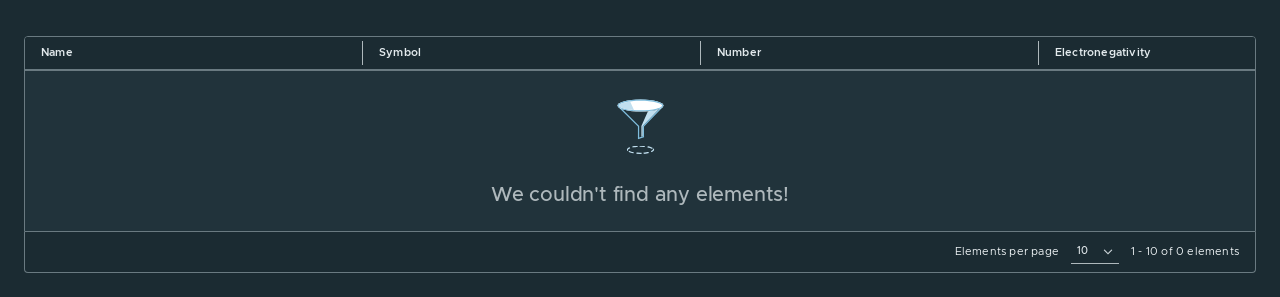 Name Symbol Number Electronegativity
We couldn't find any elements!
Elements per page 10 1 - 10 of 0 elements